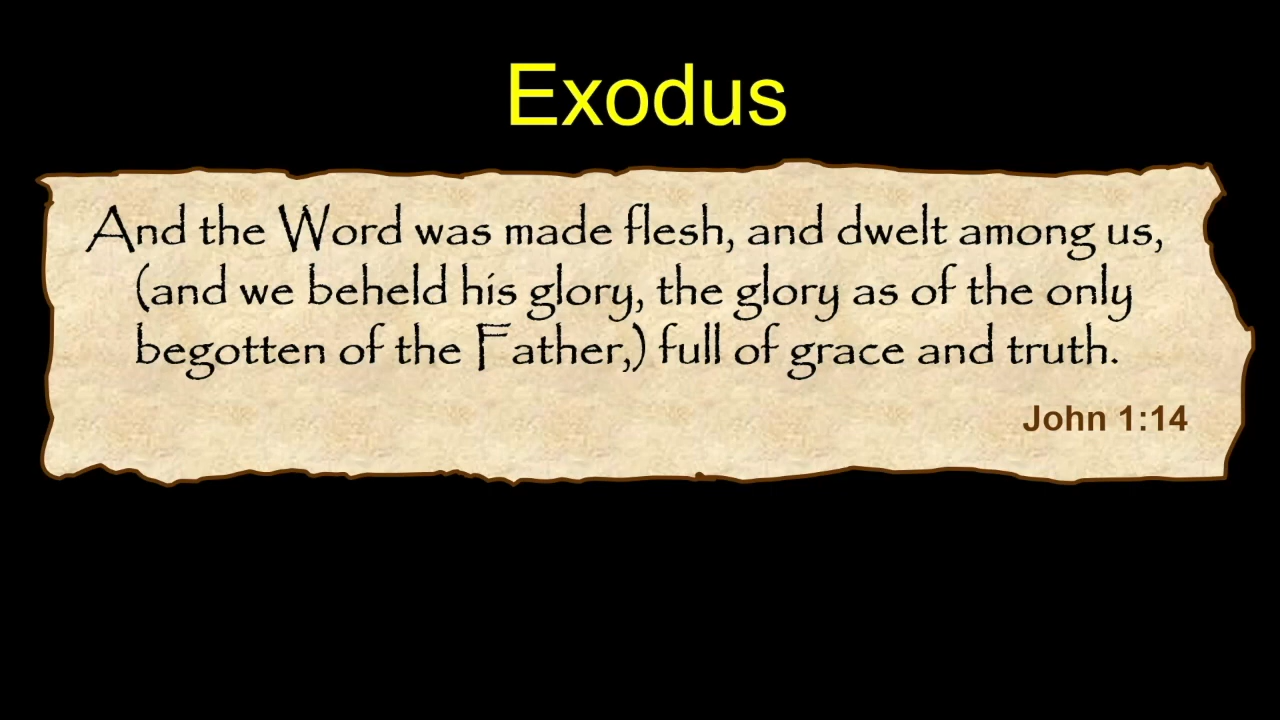 Exodus
And the Word was made flesh, and dwelt among us,
(and we beheld his glory, the glory as of the only
begotten of the Father,) full of grace and truth.
John 1:14